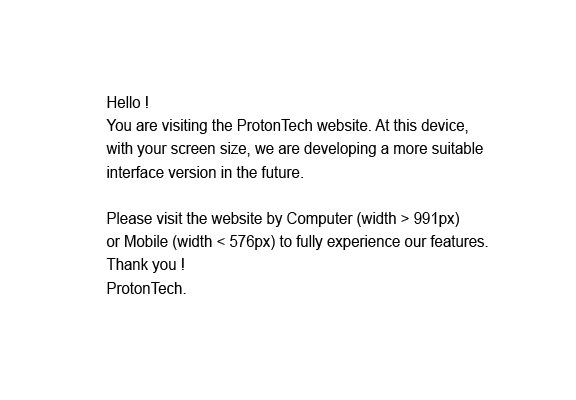 Hello !
You are visiting the ProtonTech website. At this device,
with your screen size, we are developing a more suitable
interface version in the future.
Please visit the website by Computer (width > 991px)
or Mobile (width < 576px) to fully experience our features.
Thank you !
ProtonTech.